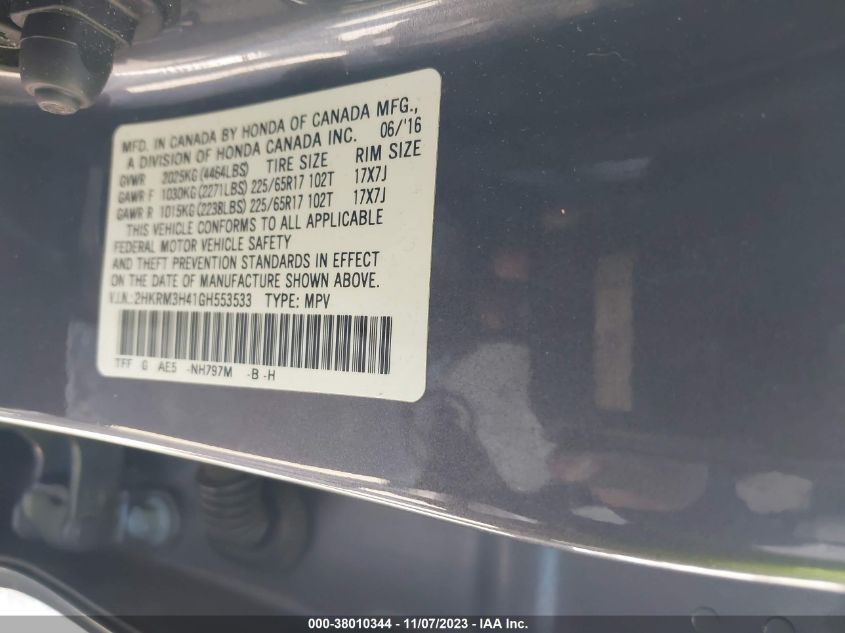 MFD. IN CANADA BY HONDA OF CANADA MFG.,
A DIVISION OF HONDA CANADA INC. 06/'16
GVWR 2025KG (4464LBS) TIRE SIZE RIM SIZE
GAWR F 1030KG (2271LBS) 225/65R17 102T 17X7J
GAWR R 1015KG (2238LBS) 225/65R17 102T 17X7J
THIS VEHICLE CONFORMS TO ALL APPLICABLE
FEDERAL MOTOR VEHICLE SAFETY
AND THEFT PREVENTION STANDARDS IN EFFECT
ON THE DATE OF MANUFACTURE SHOWN ABOVE.
V.I.N.:2HKRM3H41GH553533 TYPE: MPV
TFF G AE5 -NH797M -B -H
000-38010344 - 11/07/2023 - IAA Inc.